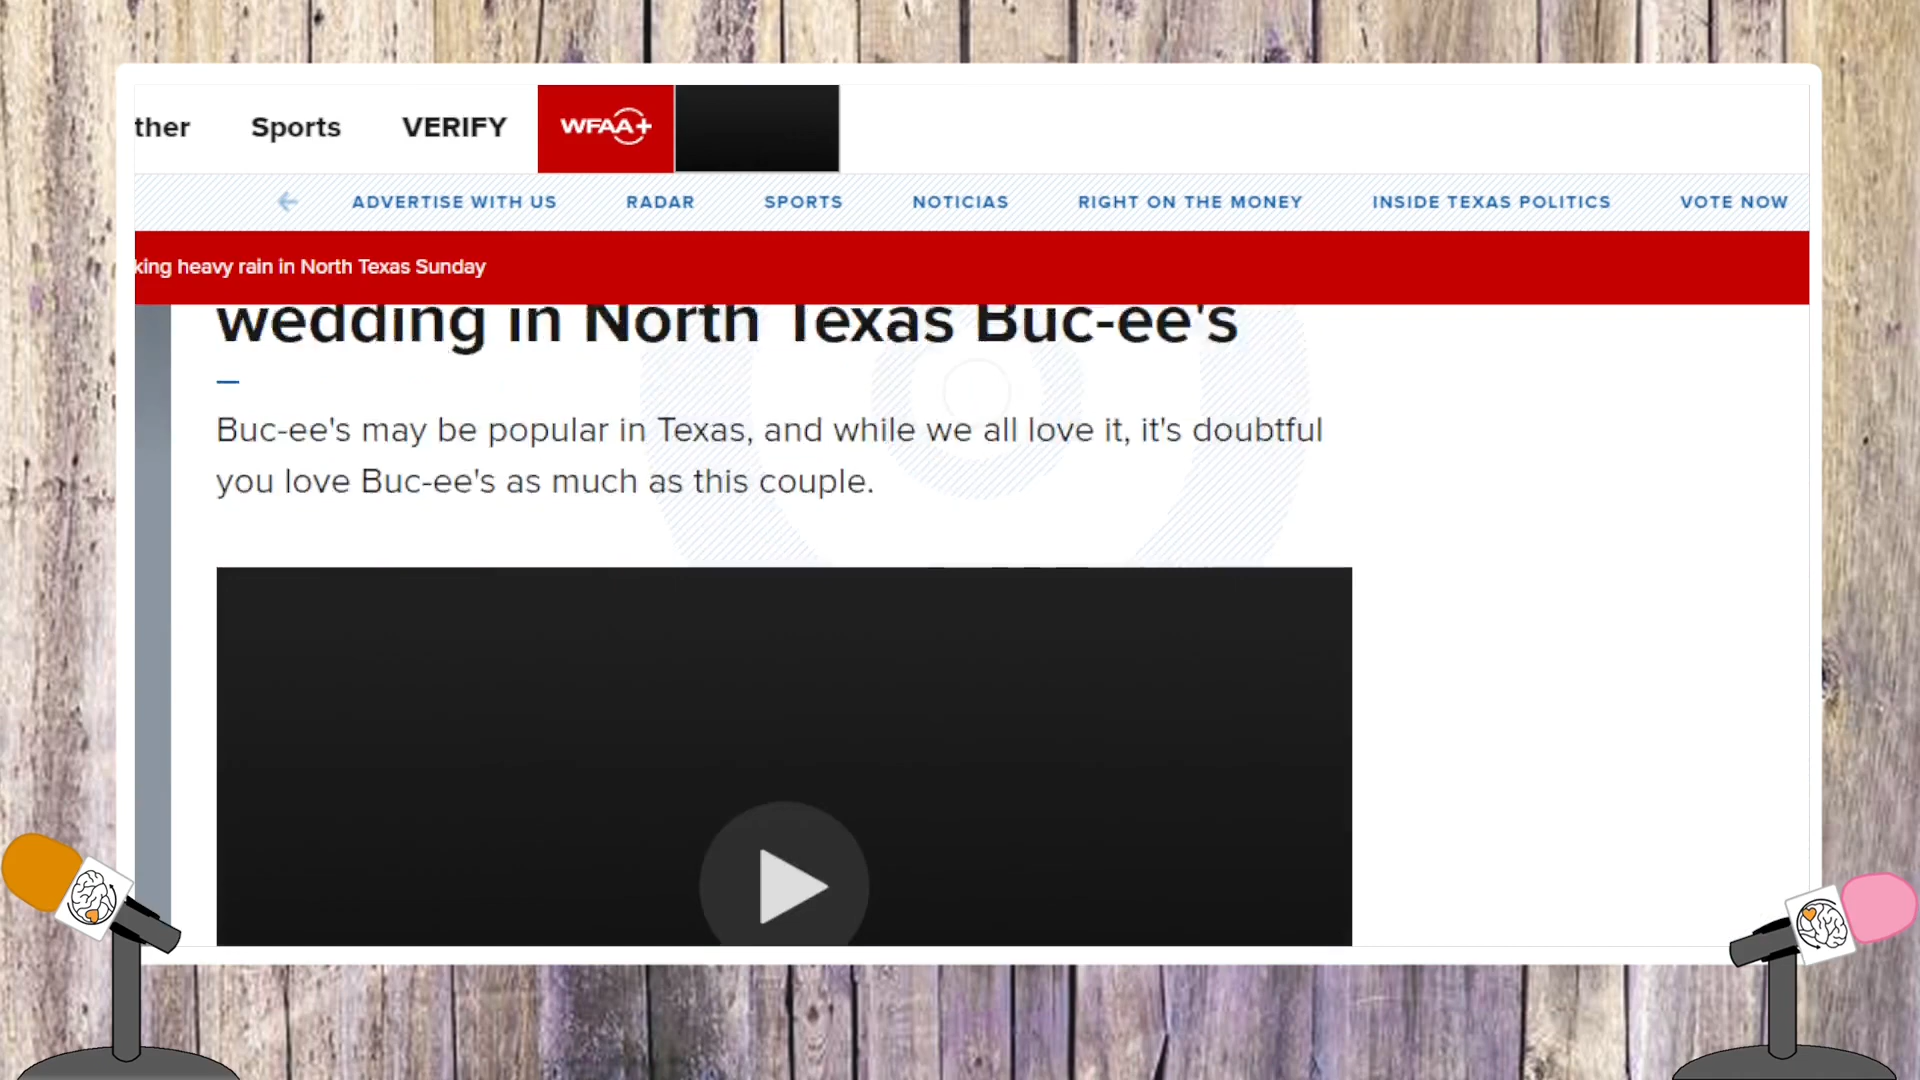 ther Sports VERIFY WFAA+
ADVERTISE WITH US RADAR SPORTS NOTICIAS RIGHT ON THE MONEY INSIDE TEXAS POLITICS VOTE NOW
king heavy rain in North Texas Sunday
wedding in North Texas Buc-ee's
Buc-ee's may be popular in Texas, and while we all love it, it's doubtful
you love Buc-ee's as much as this couple.